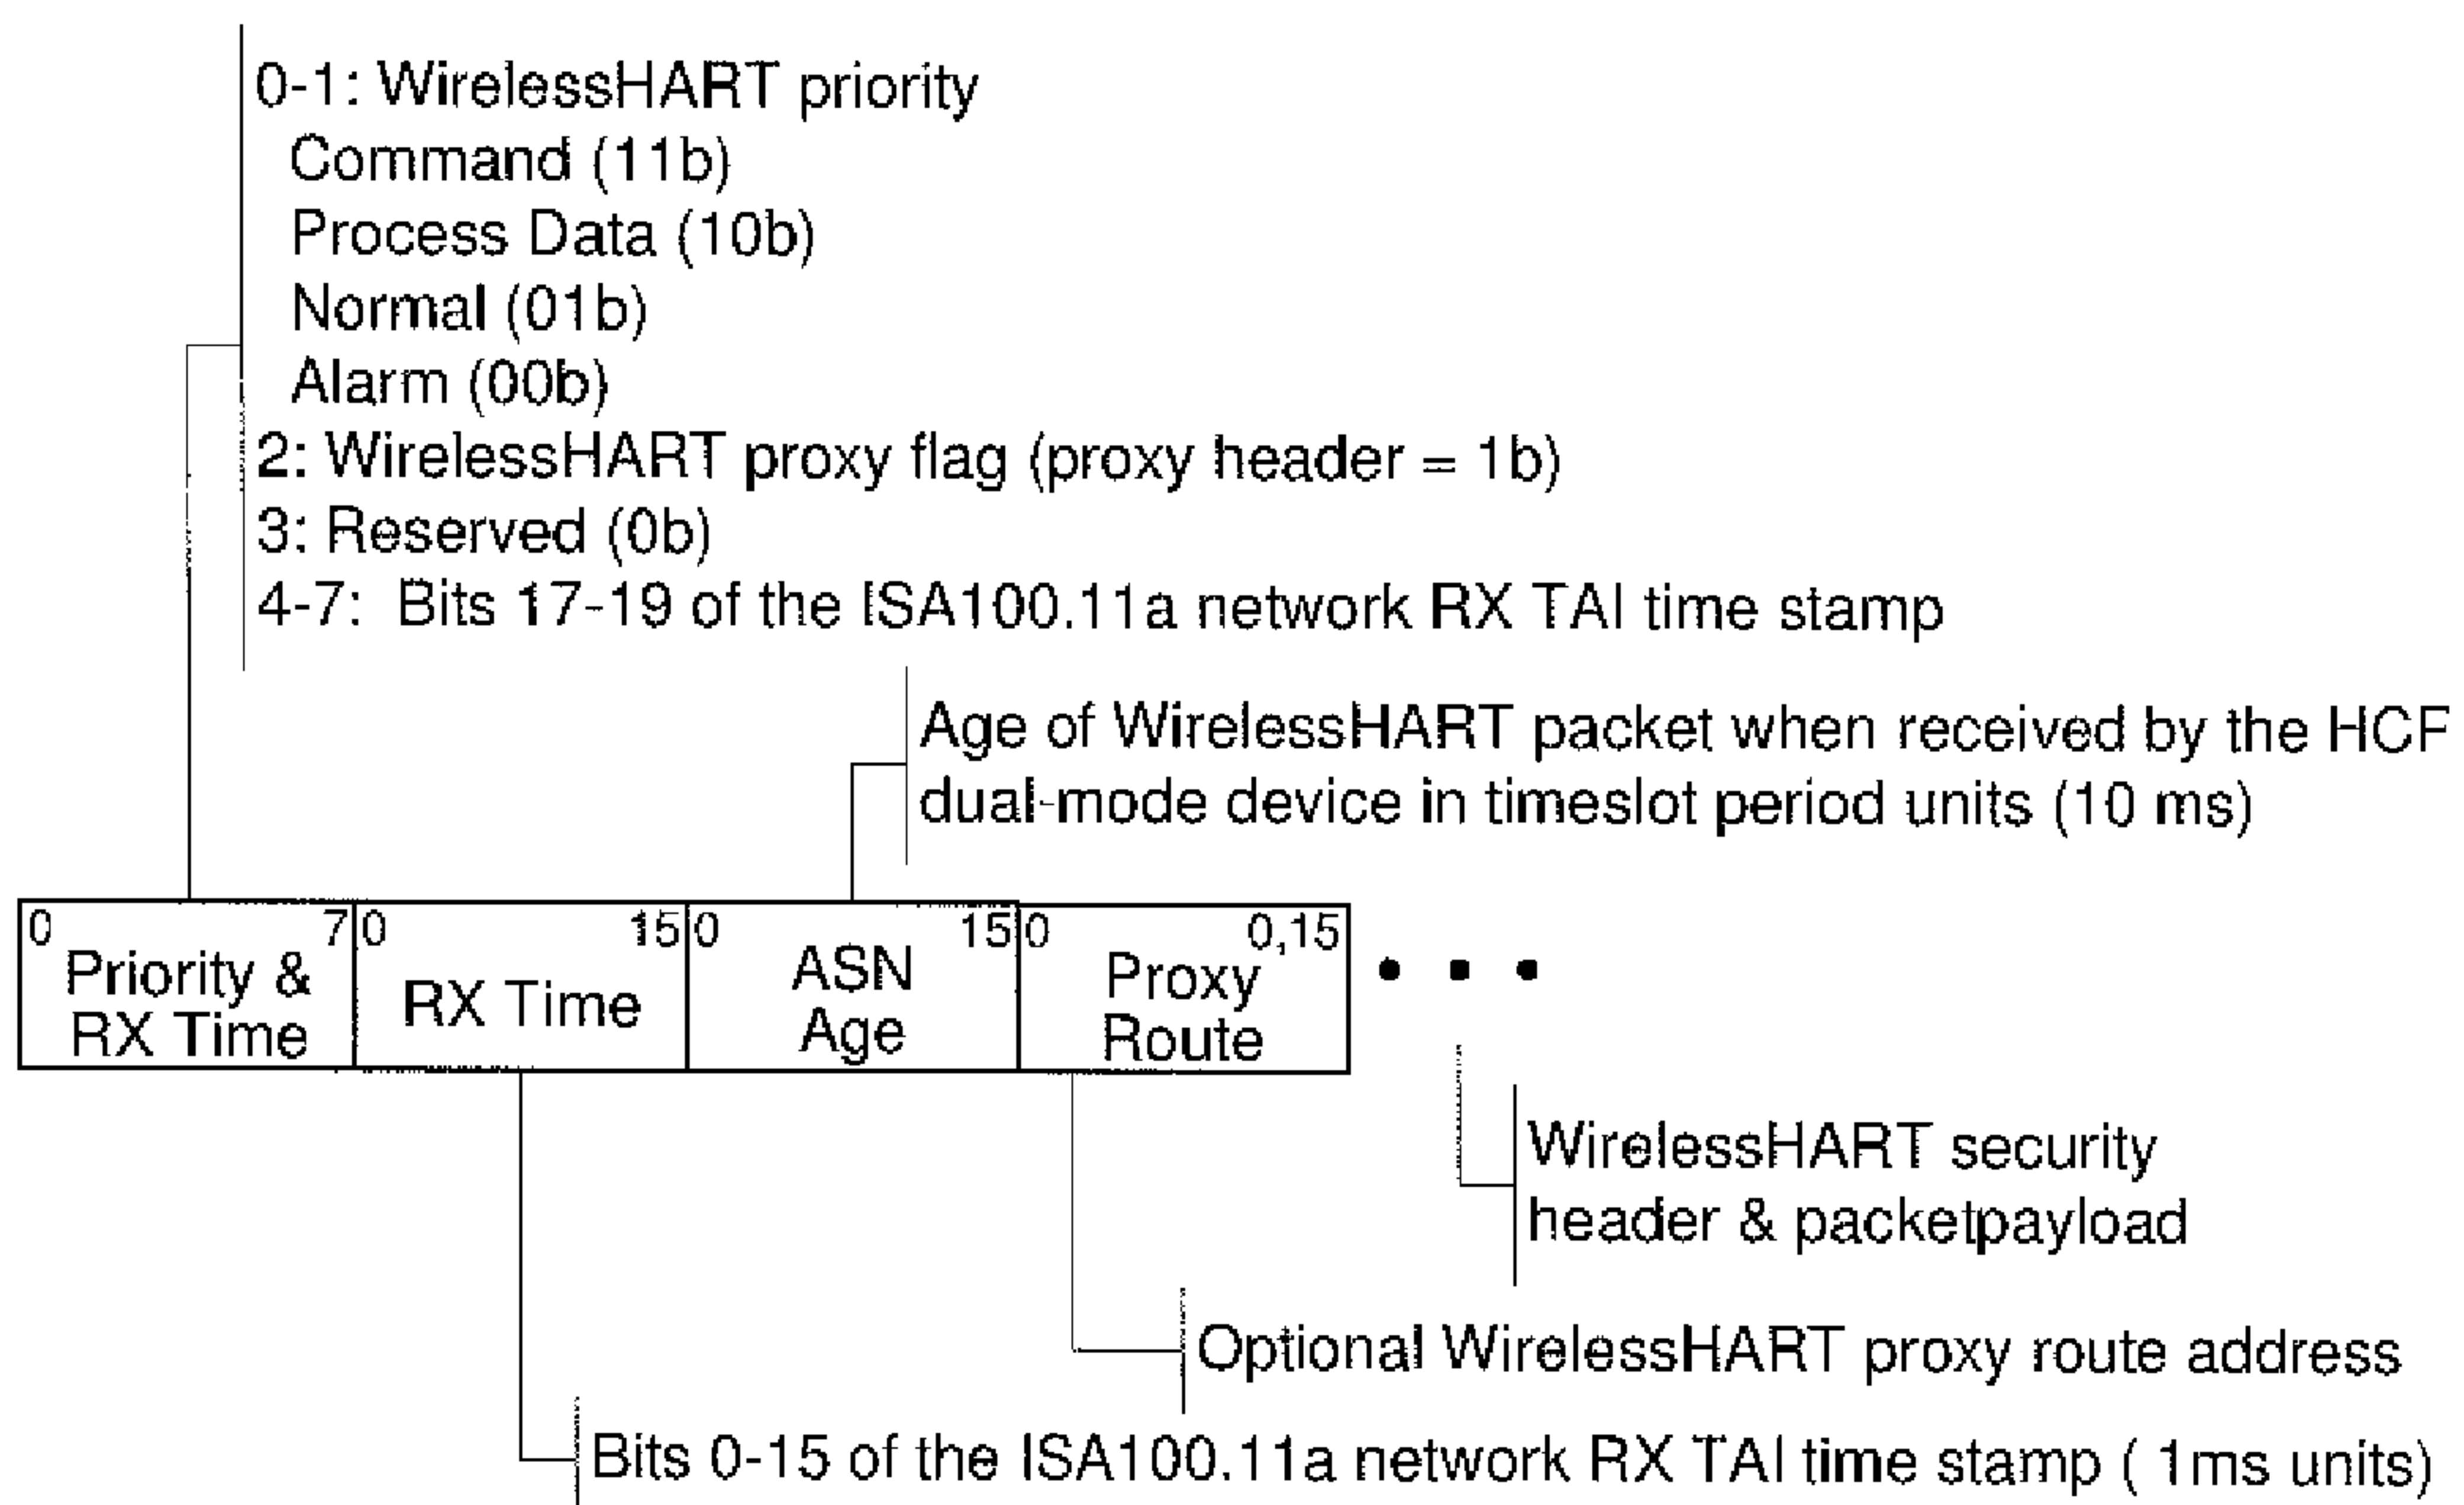 0-1: WirelessHART priority
Command (11b)
Process Data (10b)
Normal (01b)
Alarm (00b)
2: WirelessHART proxy flag (proxy header = 1b)
3: Reserved (0b)
4-7: Bits 17-19 of the ISA100.11a network RX TAI time stamp
Age of WirelessHART packet when received by the HCF
dual-mode device in timeslot period units (10 ms)
0 7
Priority &
RX Time
0 15
RX Time
0 15
ASN
Age
0 0,15
Proxy
Route
WirelessHART security
header & packetpayload
Optional WirelessHART proxy route address
Bits 0-15 of the ISA100.11a network RX TAI time stamp ( 1ms units)